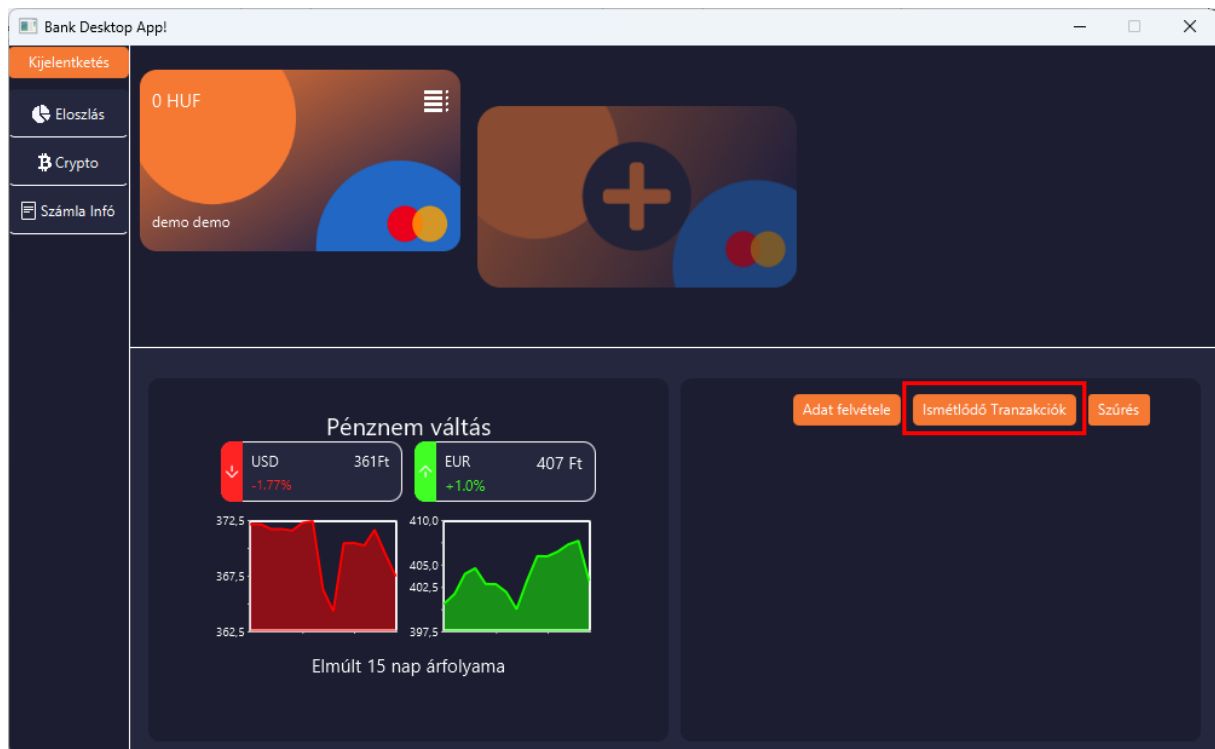 Bank Desktop App!
Kijelentketés
Eloszlás
Crypto
Számla Infó
0 HUF
demo demo
Pénznem váltás
USD 361Ft
-1.77%
EUR 407 Ft
+1.0%
372,5
367,5
362,5
410,0
405,0
402,5
397,5
Elmúlt 15 nap árfolyama
Adat felvétele Ismétlődő Tranzakciók Szűrés